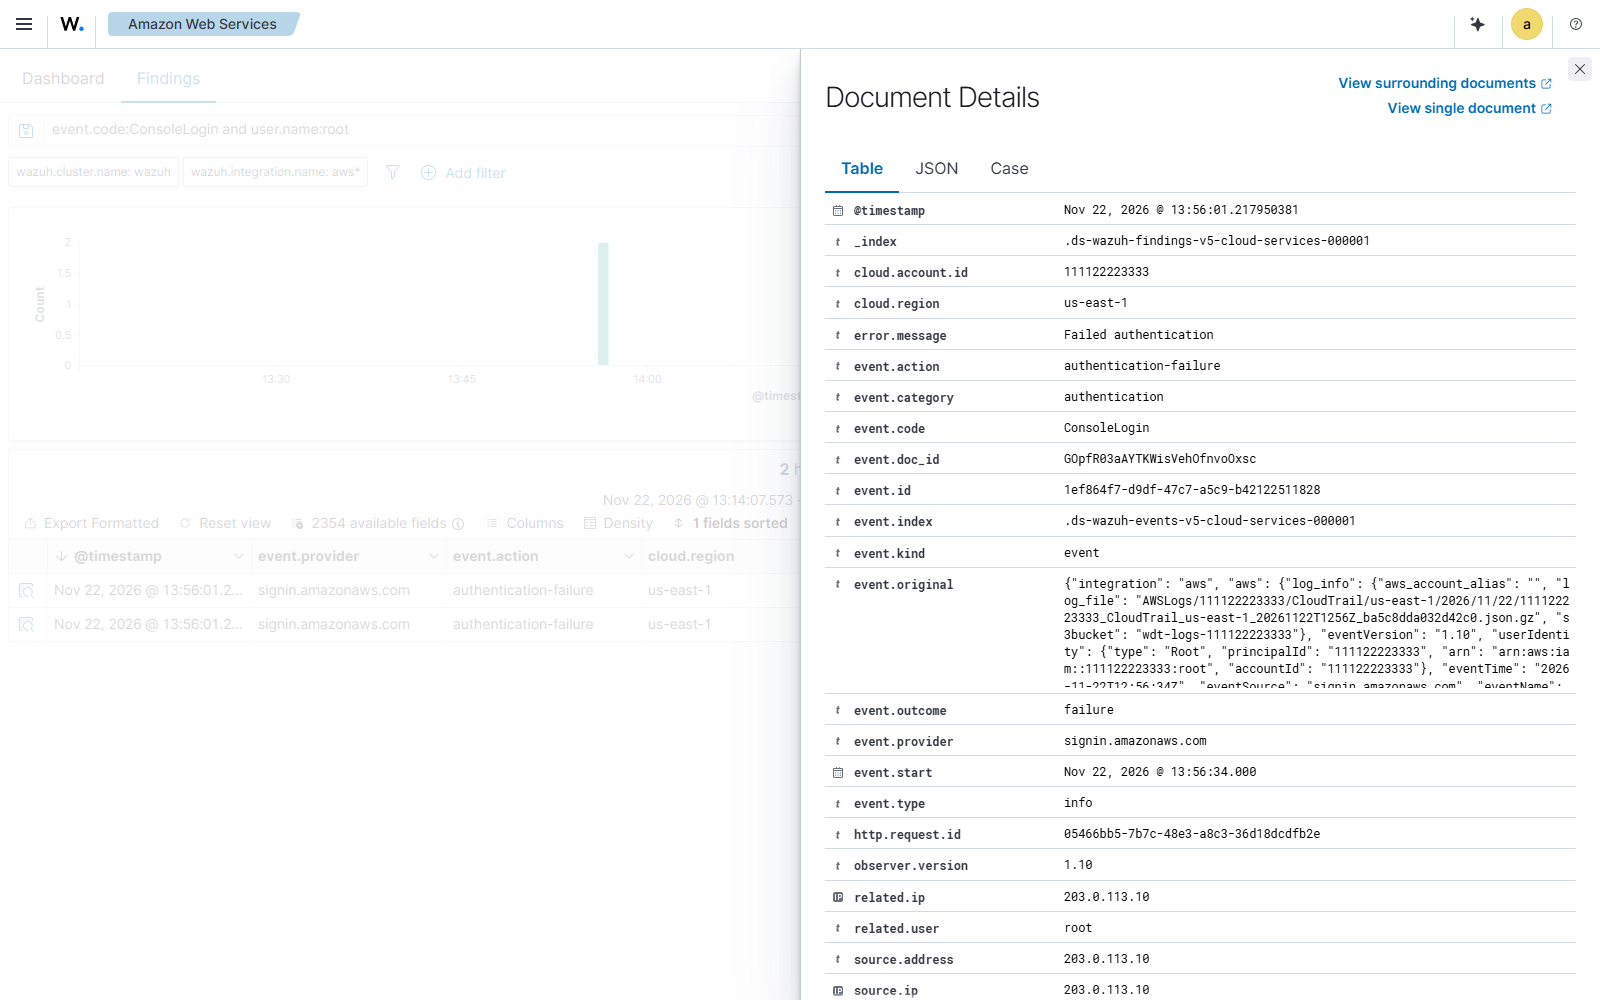 W.
Amazon Web Services
a
Dashboard
Findings
event.code:ConsoleLogin and user.name:root
wazuh.cluster.name: wazuh
wazuh.integration.name: aws*
Add filter
2
1.5
1
0.5
0
Count
13:30
13:45
14:00
@times
2 h
Nov 22, 2026 @ 13:14:07.573 -
Export Formatted
Reset view
2354 available fields
Columns
Density
1 fields sorted
@timestamp
event.provider
event.action
cloud.region
Nov 22, 2026 @ 13:56:01.2... signin.amazonaws.com authentication-failure us-east-1
Nov 22, 2026 @ 13:56:01.2... signin.amazonaws.com authentication-failure us-east-1
Document Details
View surrounding documents
View single document
Table
JSON
Case
@timestamp Nov 22, 2026 @ 13:56:01.217950381
t _index .ds-wazuh-findings-v5-cloud-services-000001
t cloud.account.id 111122223333
t cloud.region us-east-1
t error.message Failed authentication
t event.action authentication-failure
t event.category authentication
t event.code ConsoleLogin
t event.doc_id GOpfR03aAYTKWisVehOfnvoOxsc
t event.id 1ef864f7-d9df-47c7-a5c9-b42122511828
t event.index .ds-wazuh-events-v5-cloud-services-000001
t event.kind event
t event.original {"integration": "aws", "aws": {"log_info": {"aws_account_alias": "", "l
og_file": "AWSLogs/111122223333/CloudTrail/us-east-1/2026/11/22/1111222
23333_CloudTrail_us-east-1_20261122T1256Z_ba5c8dda032d42c0.json.gz", "s
3bucket": "wdt-logs-111122223333"}, "eventVersion": "1.10", "userIdenti
ty": {"type": "Root", "principalId": "111122223333", "arn": "arn:aws:ia
m::111122223333:root", "accountId": "111122223333"}, "eventTime": "2026
-11-22T12:56:34Z", "eventSource": "signin.amazonaws.com", "eventName":
t event.outcome failure
t event.provider signin.amazonaws.com
event.start Nov 22, 2026 @ 13:56:34.000
t event.type info
t http.request.id 05466bb5-7b7c-48e3-a8c3-36d18dcdfb2e
t observer.version 1.10
related.ip 203.0.113.10
t related.user root
t source.address 203.0.113.10
source.ip 203.0.113.10